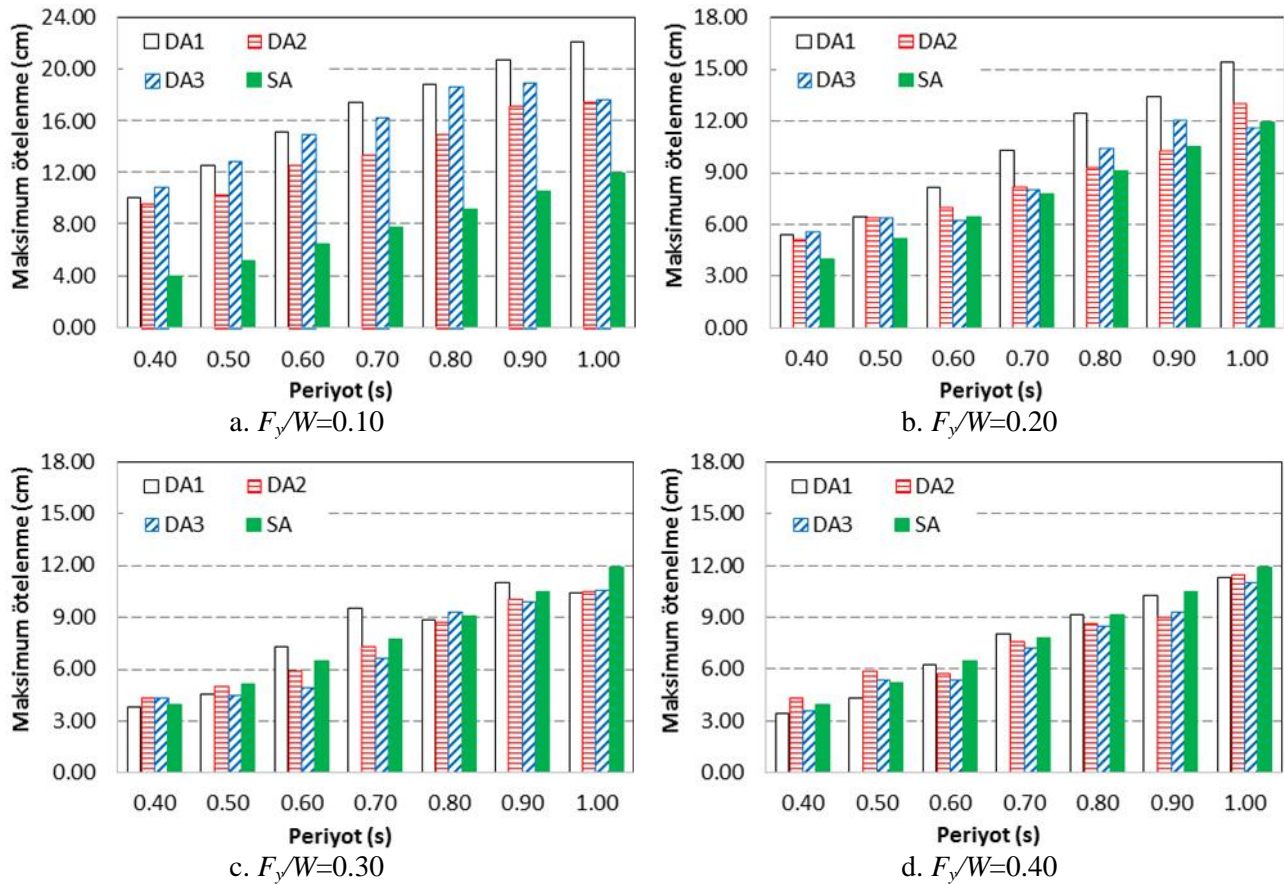 Maksimum ötelenme (cm)
24.00
20.00
16.00
12.00
8.00
4.00
0.00
DA1 DA2
DA3 SA
0.40 0.50 0.60 0.70 0.80 0.90 1.00
Periyot (s)
a. Fy/W=0.10
Maksimum ötelenme (cm)
18.00
15.00
12.00
9.00
6.00
3.00
0.00
DA1 DA2
DA3 SA
0.40 0.50 0.60 0.70 0.80 0.90 1.00
Periyot (s)
b. Fy/W=0.20
Maksimum ötelenme (cm)
18.00
15.00
12.00
9.00
6.00
3.00
0.00
DA1 DA2
DA3 SA
0.40 0.50 0.60 0.70 0.80 0.90 1.00
Periyot (s)
c. Fy/W=0.30
Maksimum ötenelme (cm)
18.00
15.00
12.00
9.00
6.00
3.00
0.00
DA1 DA2
DA3 SA
0.40 0.50 0.60 0.70 0.80 0.90 1.00
Periyot (s)
d. Fy/W=0.40